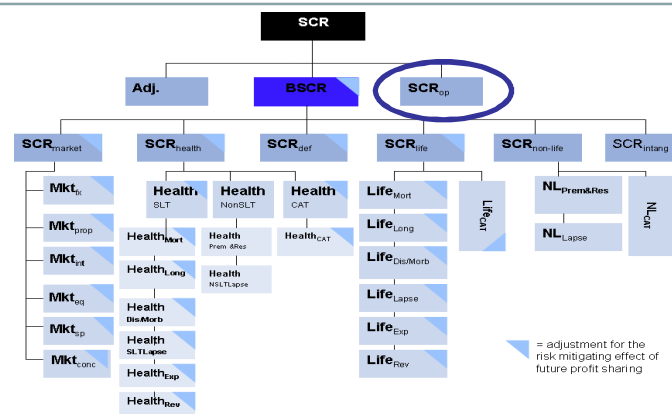 SCR
Adj.
BSCR
SCRop
SCRmarket
SCRhealth
SCRdef
SCRlife
SCRnon-life
SCRintang
Mktfx
Mktprop
Mktint
Mkteq
Mktsp
Mktconc
Health
SLT
HealthMort
HealthLong
Health
Dis/Morb
Health
SLTLapse
HealthExp
HealthRev
Health
NonSLT
Health
Prem &Res
Health
NSLTLapse
Health
CAT
HealthCAT
LifeMort
LifeLong
LifeDis/Morb
LifeLapse
LifeExp
LifeRev
LifeCAT
NLPrem&Res
NLLapse
NLCAT
= adjustment for the
risk mitigating effect of
future profit sharing